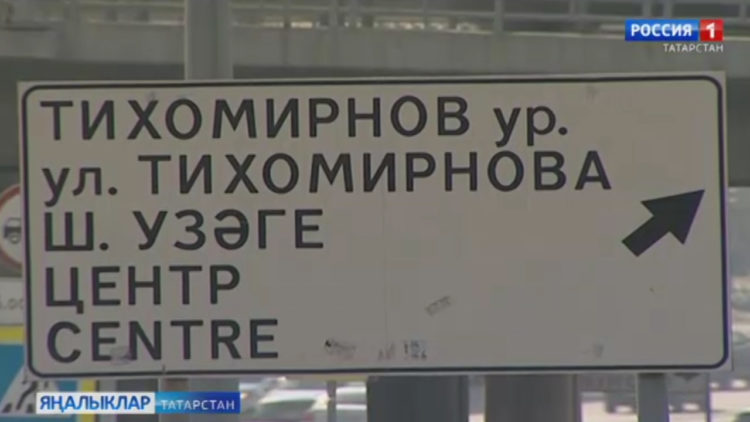 РОССИЯ 1
ТАТАРСТАН
ТИХОМИРНОВ ур.
ул. ТИХОМИРНОВА
Ш. УЗӘГЕ
ЦЕНТР
CENTRE
ЯҢАЛЫКЛАР ТАТАРСТАН